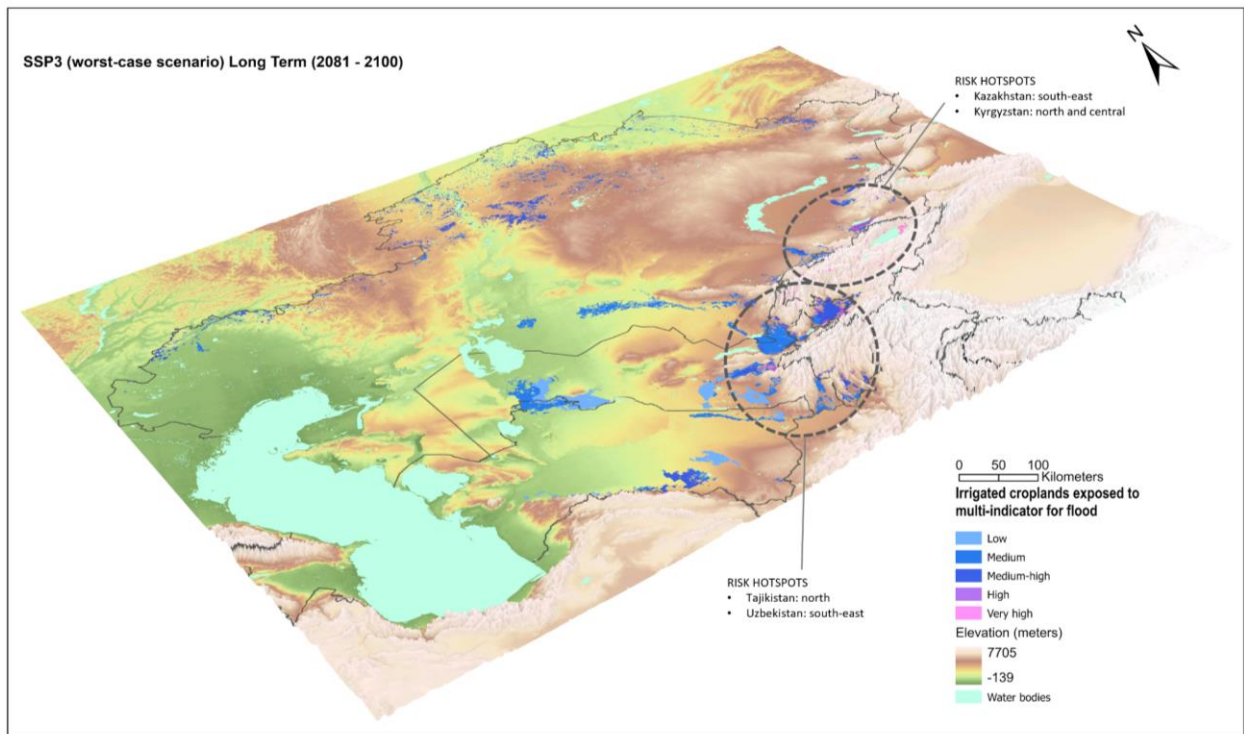 SSP3 (worst-case scenario) Long Term (2081 - 2100)
N
RISK HOTSPOTS
• Kazakhstan: south-east
• Kyrgyzstan: north and central
0 50 100
Kilometers
Irrigated croplands exposed to
multi-indicator for flood
Low
Medium
Medium-high
High
Very high
Elevation (meters)
7705
-139
Water bodies
RISK HOTSPOTS
• Tajikistan: north
• Uzbekistan: south-east